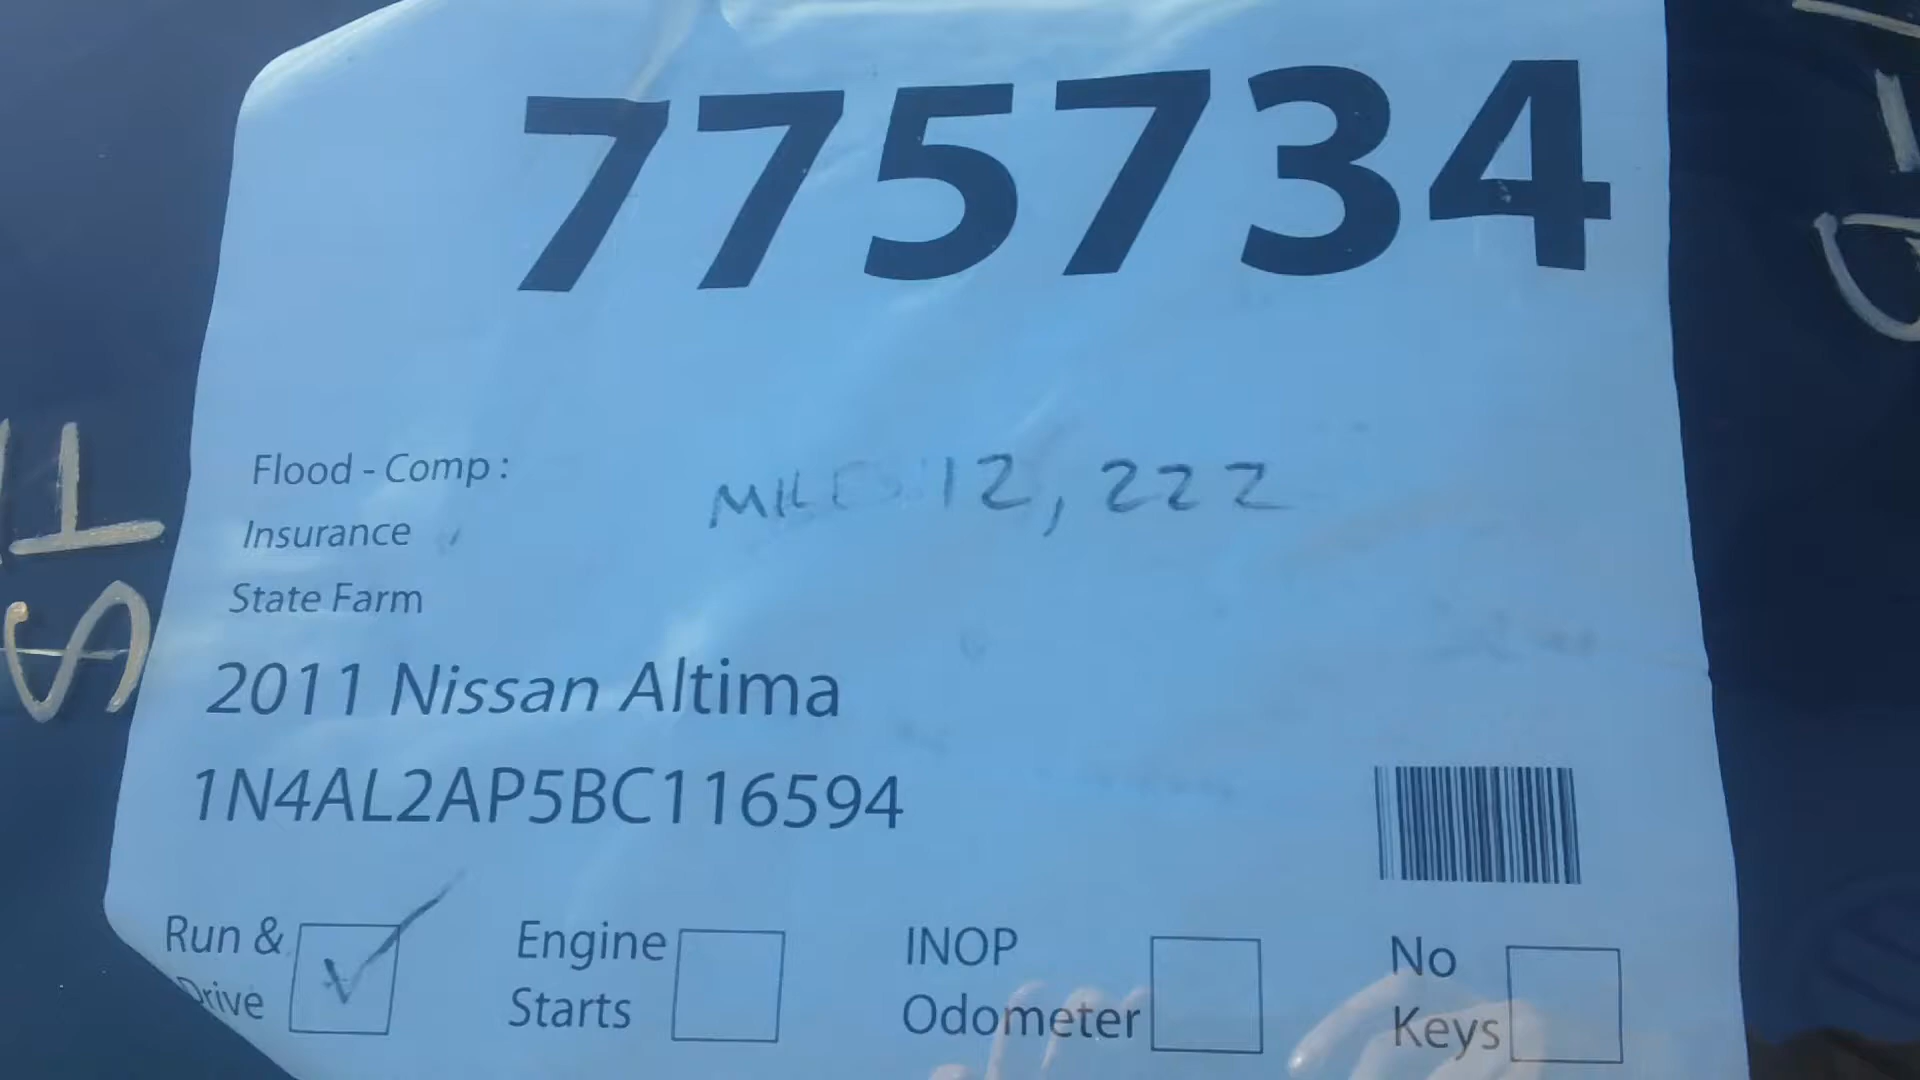 775734
Flood - Comp :
MILES 12,222
Insurance
State Farm
2011 Nissan Altima
1N4AL2AP5BC116594
Run & Drive
Engine Starts
INOP Odometer
No Keys
SF